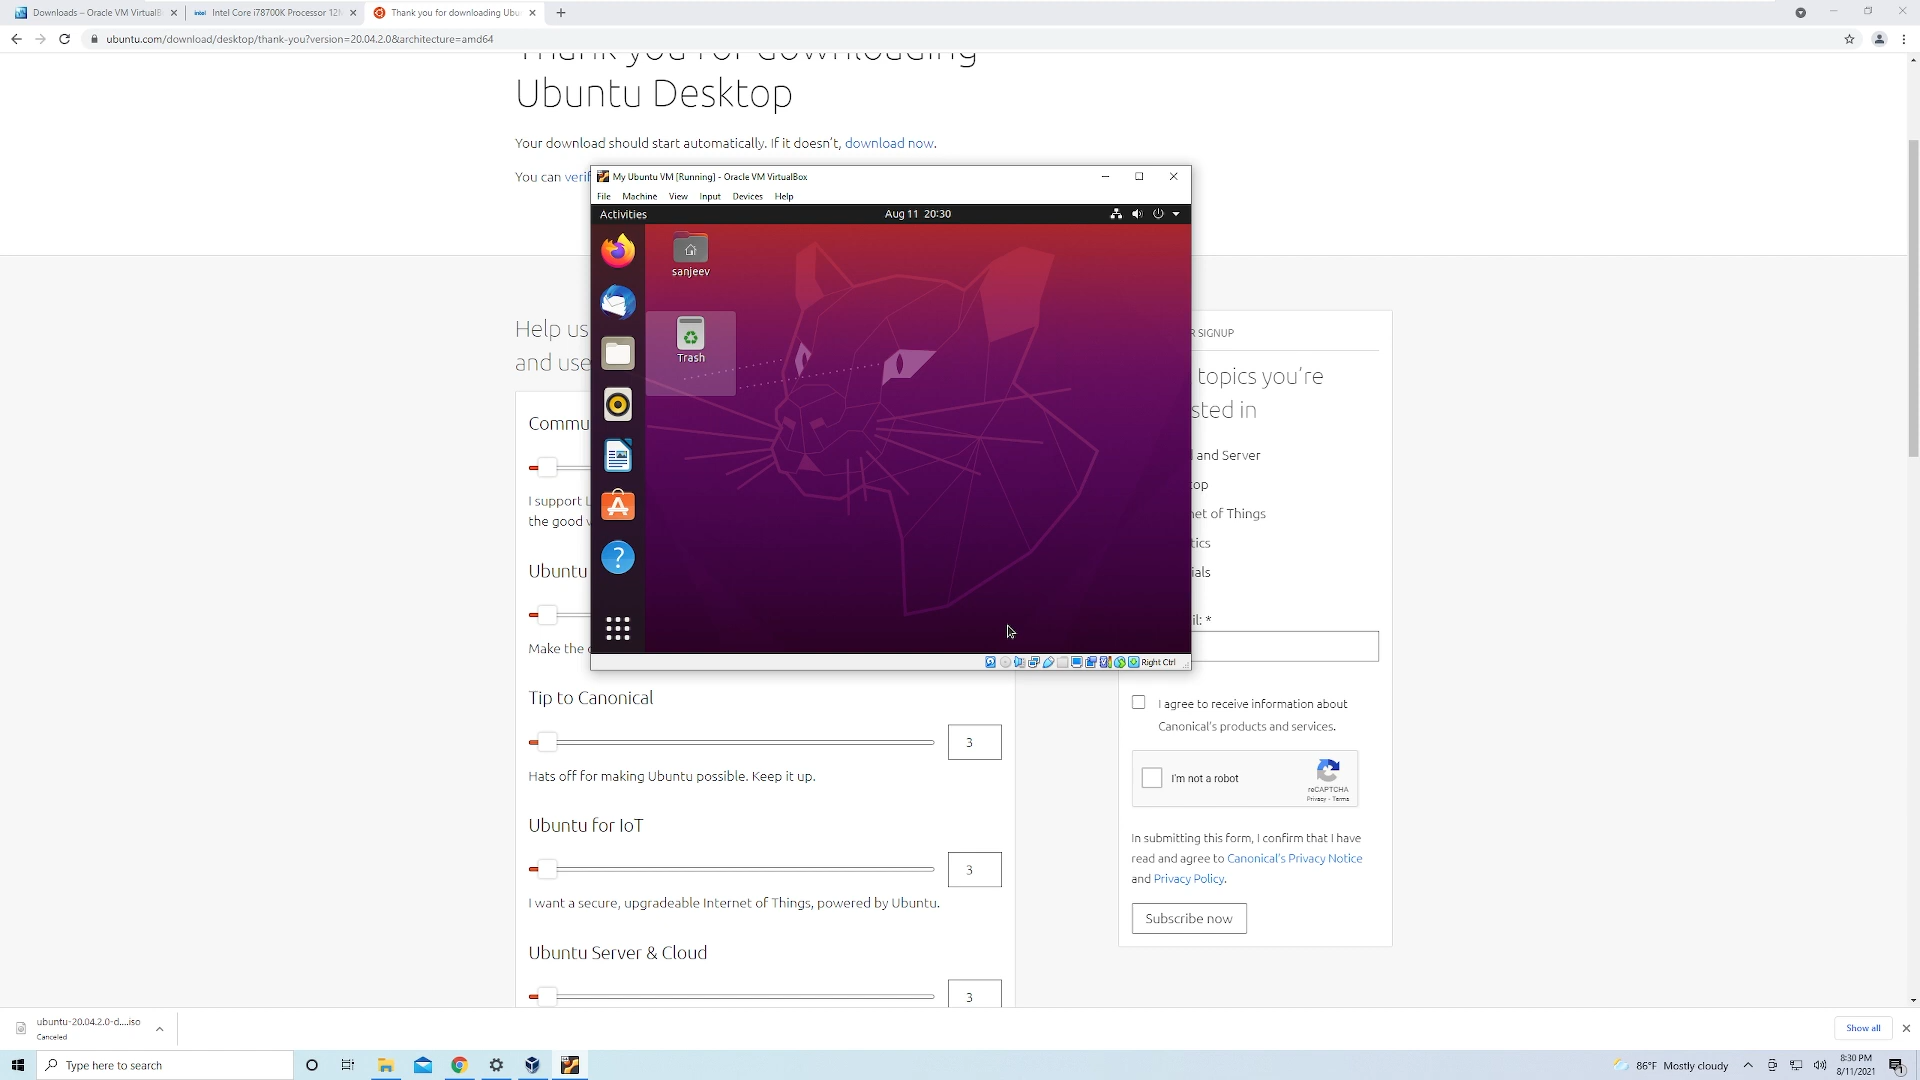 Downloads – Oracle VM VirtualB
Intel Core i78700K Processor 12M
Thank you for downloading Ubu
ubuntu.com/download/desktop/thank-you?version=20.04.2.0&architecture=amd64
Thank you for downloading
Ubuntu Desktop
Your download should start automatically. If it doesn't, download now.
You can verif
My Ubuntu VM [Running] - Oracle VM VirtualBox
File Machine View Input Devices Help
Activities
Aug 11 20:30
sanjeev
Trash
Right Ctrl
Help us
and use
Commu
I support
the good
Ubuntu
Make the
Tip to Canonical
3
Hats off for making Ubuntu possible. Keep it up.
Ubuntu for IoT
3
I want a secure, upgradeable Internet of Things, powered by Ubuntu.
Ubuntu Server & Cloud
3
R SIGNUP
topics you're
sted in
and Server
op
et of Things
tics
ials
il: *
I agree to receive information about
Canonical's products and services.
I'm not a robot
reCAPTCHA
Privacy - Terms
In submitting this form, I confirm that I have
read and agree to Canonical's Privacy Notice
and Privacy Policy.
Subscribe now
ubuntu-20.04.2.0-d....iso
Canceled
Show all
Type here to search
86°F Mostly cloudy
8:30 PM
8/11/2021